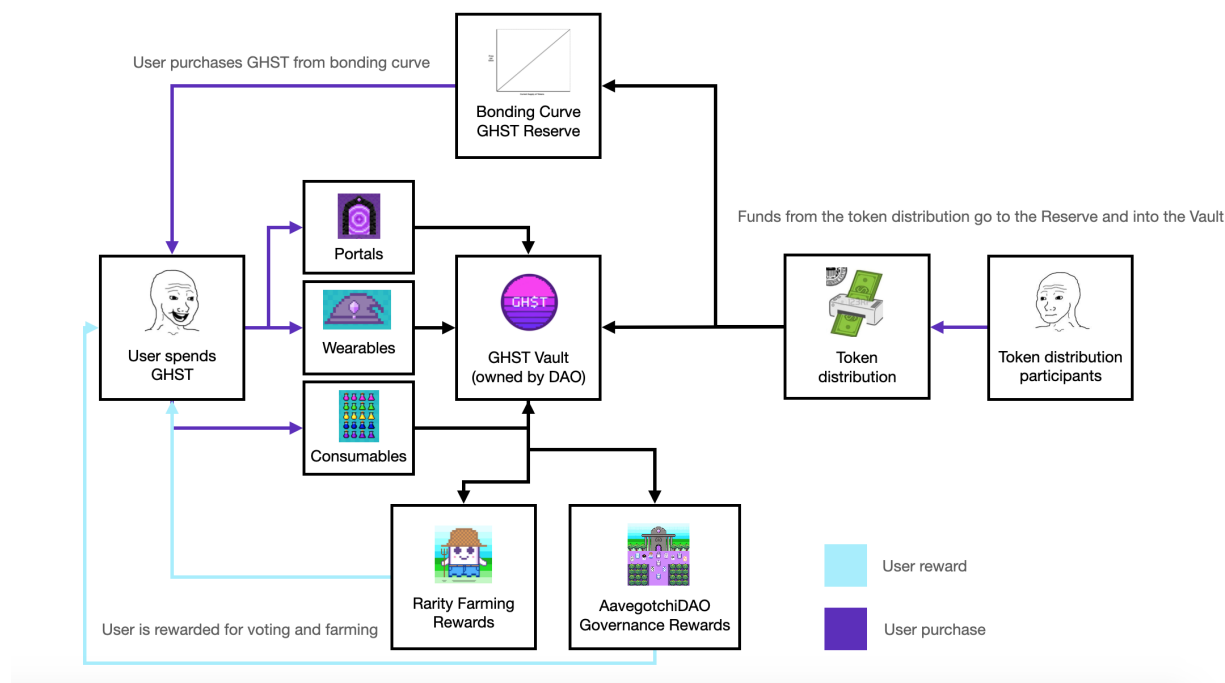 User purchases GHST from bonding curve
Bonding Curve
GHST Reserve
Funds from the token distribution go to the Reserve and into the Vault
Portals
Wearables
Consumables
User spends
GHST
GH$T
GHST Vault
(owned by DAO)
Token
distribution
Token distribution
participants
Rarity Farming
Rewards
AavegotchiDAO
Governance Rewards
User is rewarded for voting and farming
User reward
User purchase